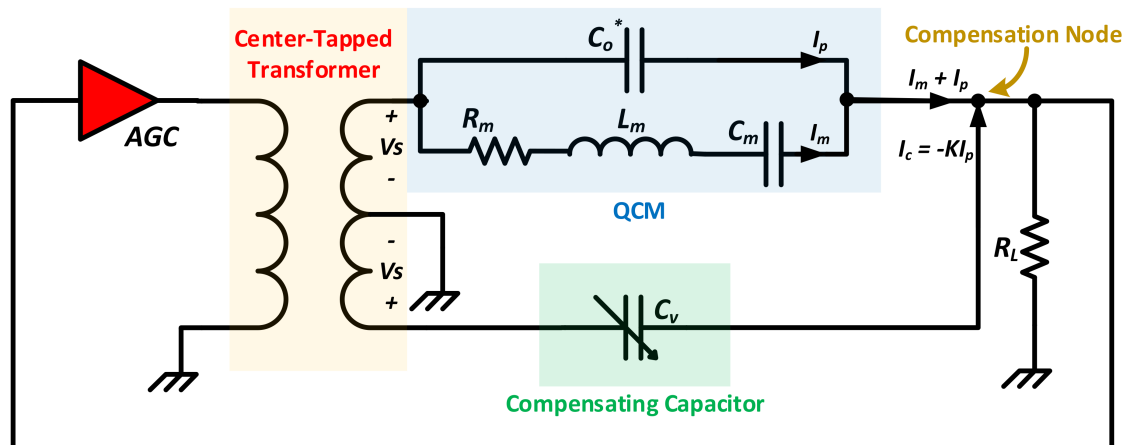 Center-Tapped
Transformer
AGC
+
Vs
-
-
Vs
+
Co*
Ip
Rm
Lm
Cm
Im
QCM
Compensation Node
Im + Ip
Ic = -KIp
RL
Cv
Compensating Capacitor